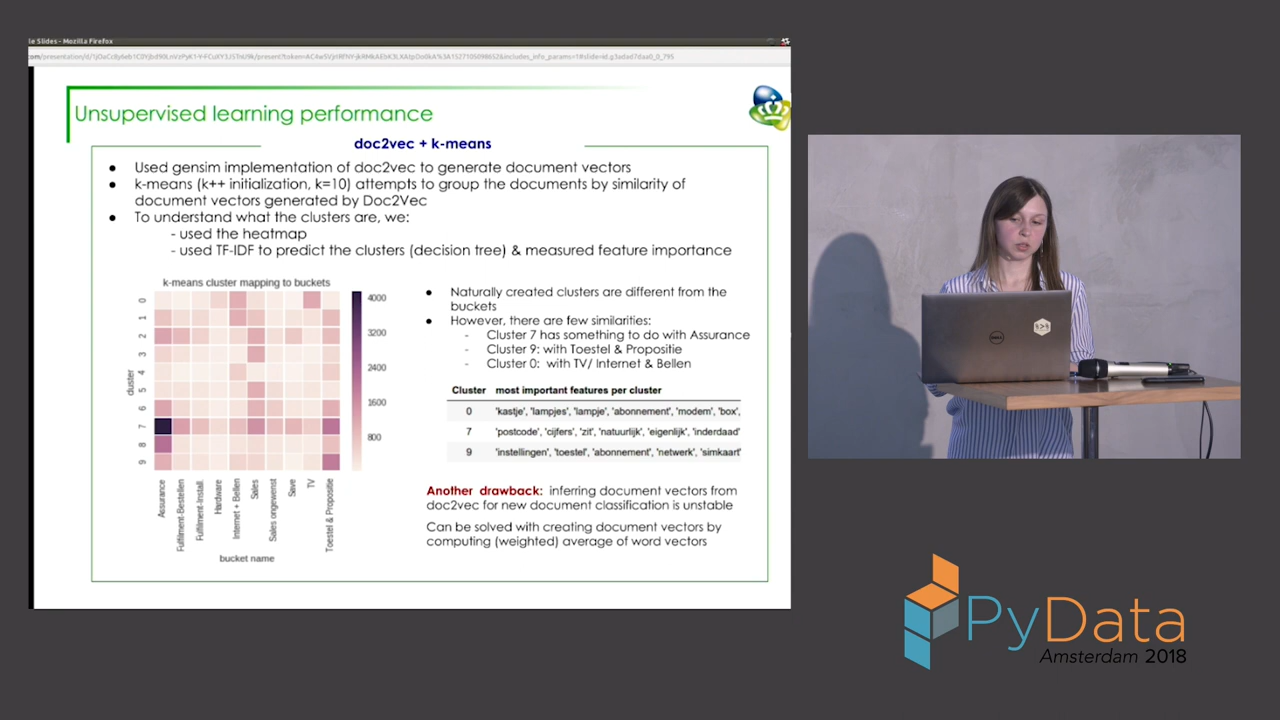 le Slides - Mozilla Firefox
Unsupervised learning performance
doc2vec + k-means
● Used gensim implementation of doc2vec to generate document vectors
● k-means (k++ initialization, k=10) attempts to group the documents by similarity of
document vectors generated by Doc2Vec
● To understand what the clusters are, we:
- used the heatmap
- used TF-IDF to predict the clusters (decision tree) & measured feature importance
k-means cluster mapping to buckets
cluster
0
1
2
3
4
5
6
7
8
9
4000
3200
2400
1600
800
Assurance
Fulfilment-Bestellen
Fulfilment-Install.
Hardware
Internet + Bellen
Sales
Sales ongewenst
Save
TV
Toestel & Propositie
bucket name
● Naturally created clusters are different from the
buckets
● However, there are few similarities:
- Cluster 7 has something to do with Assurance
- Cluster 9: with Toestel & Propositie
- Cluster 0: with TV/ Internet & Bellen
Cluster most important features per cluster
0 'kastje', 'lampjes', 'lampje', 'abonnement', 'modem', 'box',
7 'postcode', 'cijfers', 'zit', 'natuurlijk', 'eigenlijk', 'inderdaad'
9 'instellingen', 'toestel', 'abonnement', 'netwerk', 'simkaart'
Another drawback: inferring document vectors from
doc2vec for new document classification is unstable
Can be solved with creating document vectors by
computing (weighted) average of word vectors
DELL
PyData
Amsterdam 2018